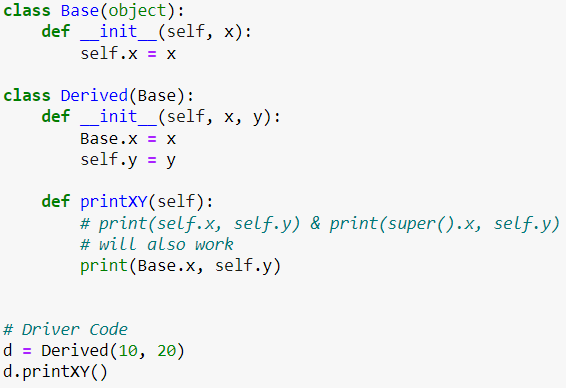 class Base(object):
    def __init__(self, x):
        self.x = x

class Derived(Base):
    def __init__(self, x, y):
        Base.x = x
        self.y = y

    def printXY(self):
        # print(self.x, self.y) & print(super().x, self.y)
        # will also work
        print(Base.x, self.y)


# Driver Code
d = Derived(10, 20)
d.printXY()